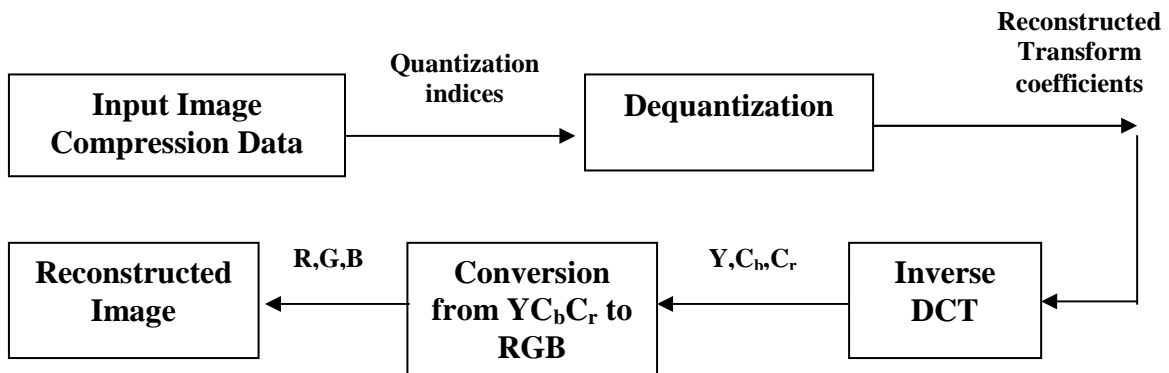 Input Image
Compression Data
Quantization
indices
Dequantization
Reconstructed
Transform
coefficients
Reconstructed
Image
R,G,B
Conversion
from YCbCr to
RGB
Y,Cb,Cr
Inverse
DCT